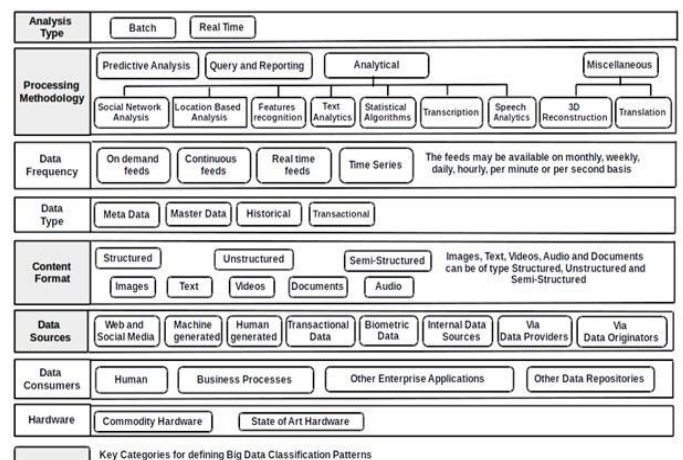 Analysis
Type
Batch
Real Time
Processing
Methodology
Predictive Analysis
Query and Reporting
Analytical
Miscellaneous
Social Network
Analysis
Location Based
Analysis
Features
recognition
Text
Analytics
Statistical
Algorithms
Transcription
Speech
Analytics
3D
Reconstruction
Translation
Data
Frequency
On demand
feeds
Continuous
feeds
Real time
feeds
Time Series
The feeds may be available on monthly, weekly,
daily, hourly, per minute or per second basis
Data
Type
Meta Data
Master Data
Historical
Transactional
Content
Format
Structured
Unstructured
Semi-Structured
Images
Text
Videos
Documents
Audio
Images, Text, Videos, Audio and Documents
can be of type Structured, Unstructured and
Semi-Structured
Data
Sources
Web and
Social Media
Machine
generated
Human
generated
Transactional
Data
Biometric
Data
Internal Data
Sources
Via
Data Providers
Via
Data Originators
Data
Consumers
Human
Business Processes
Other Enterprise Applications
Other Data Repositories
Hardware
Commodity Hardware
State of Art Hardware
Key Categories for defining Big Data Classification Patterns